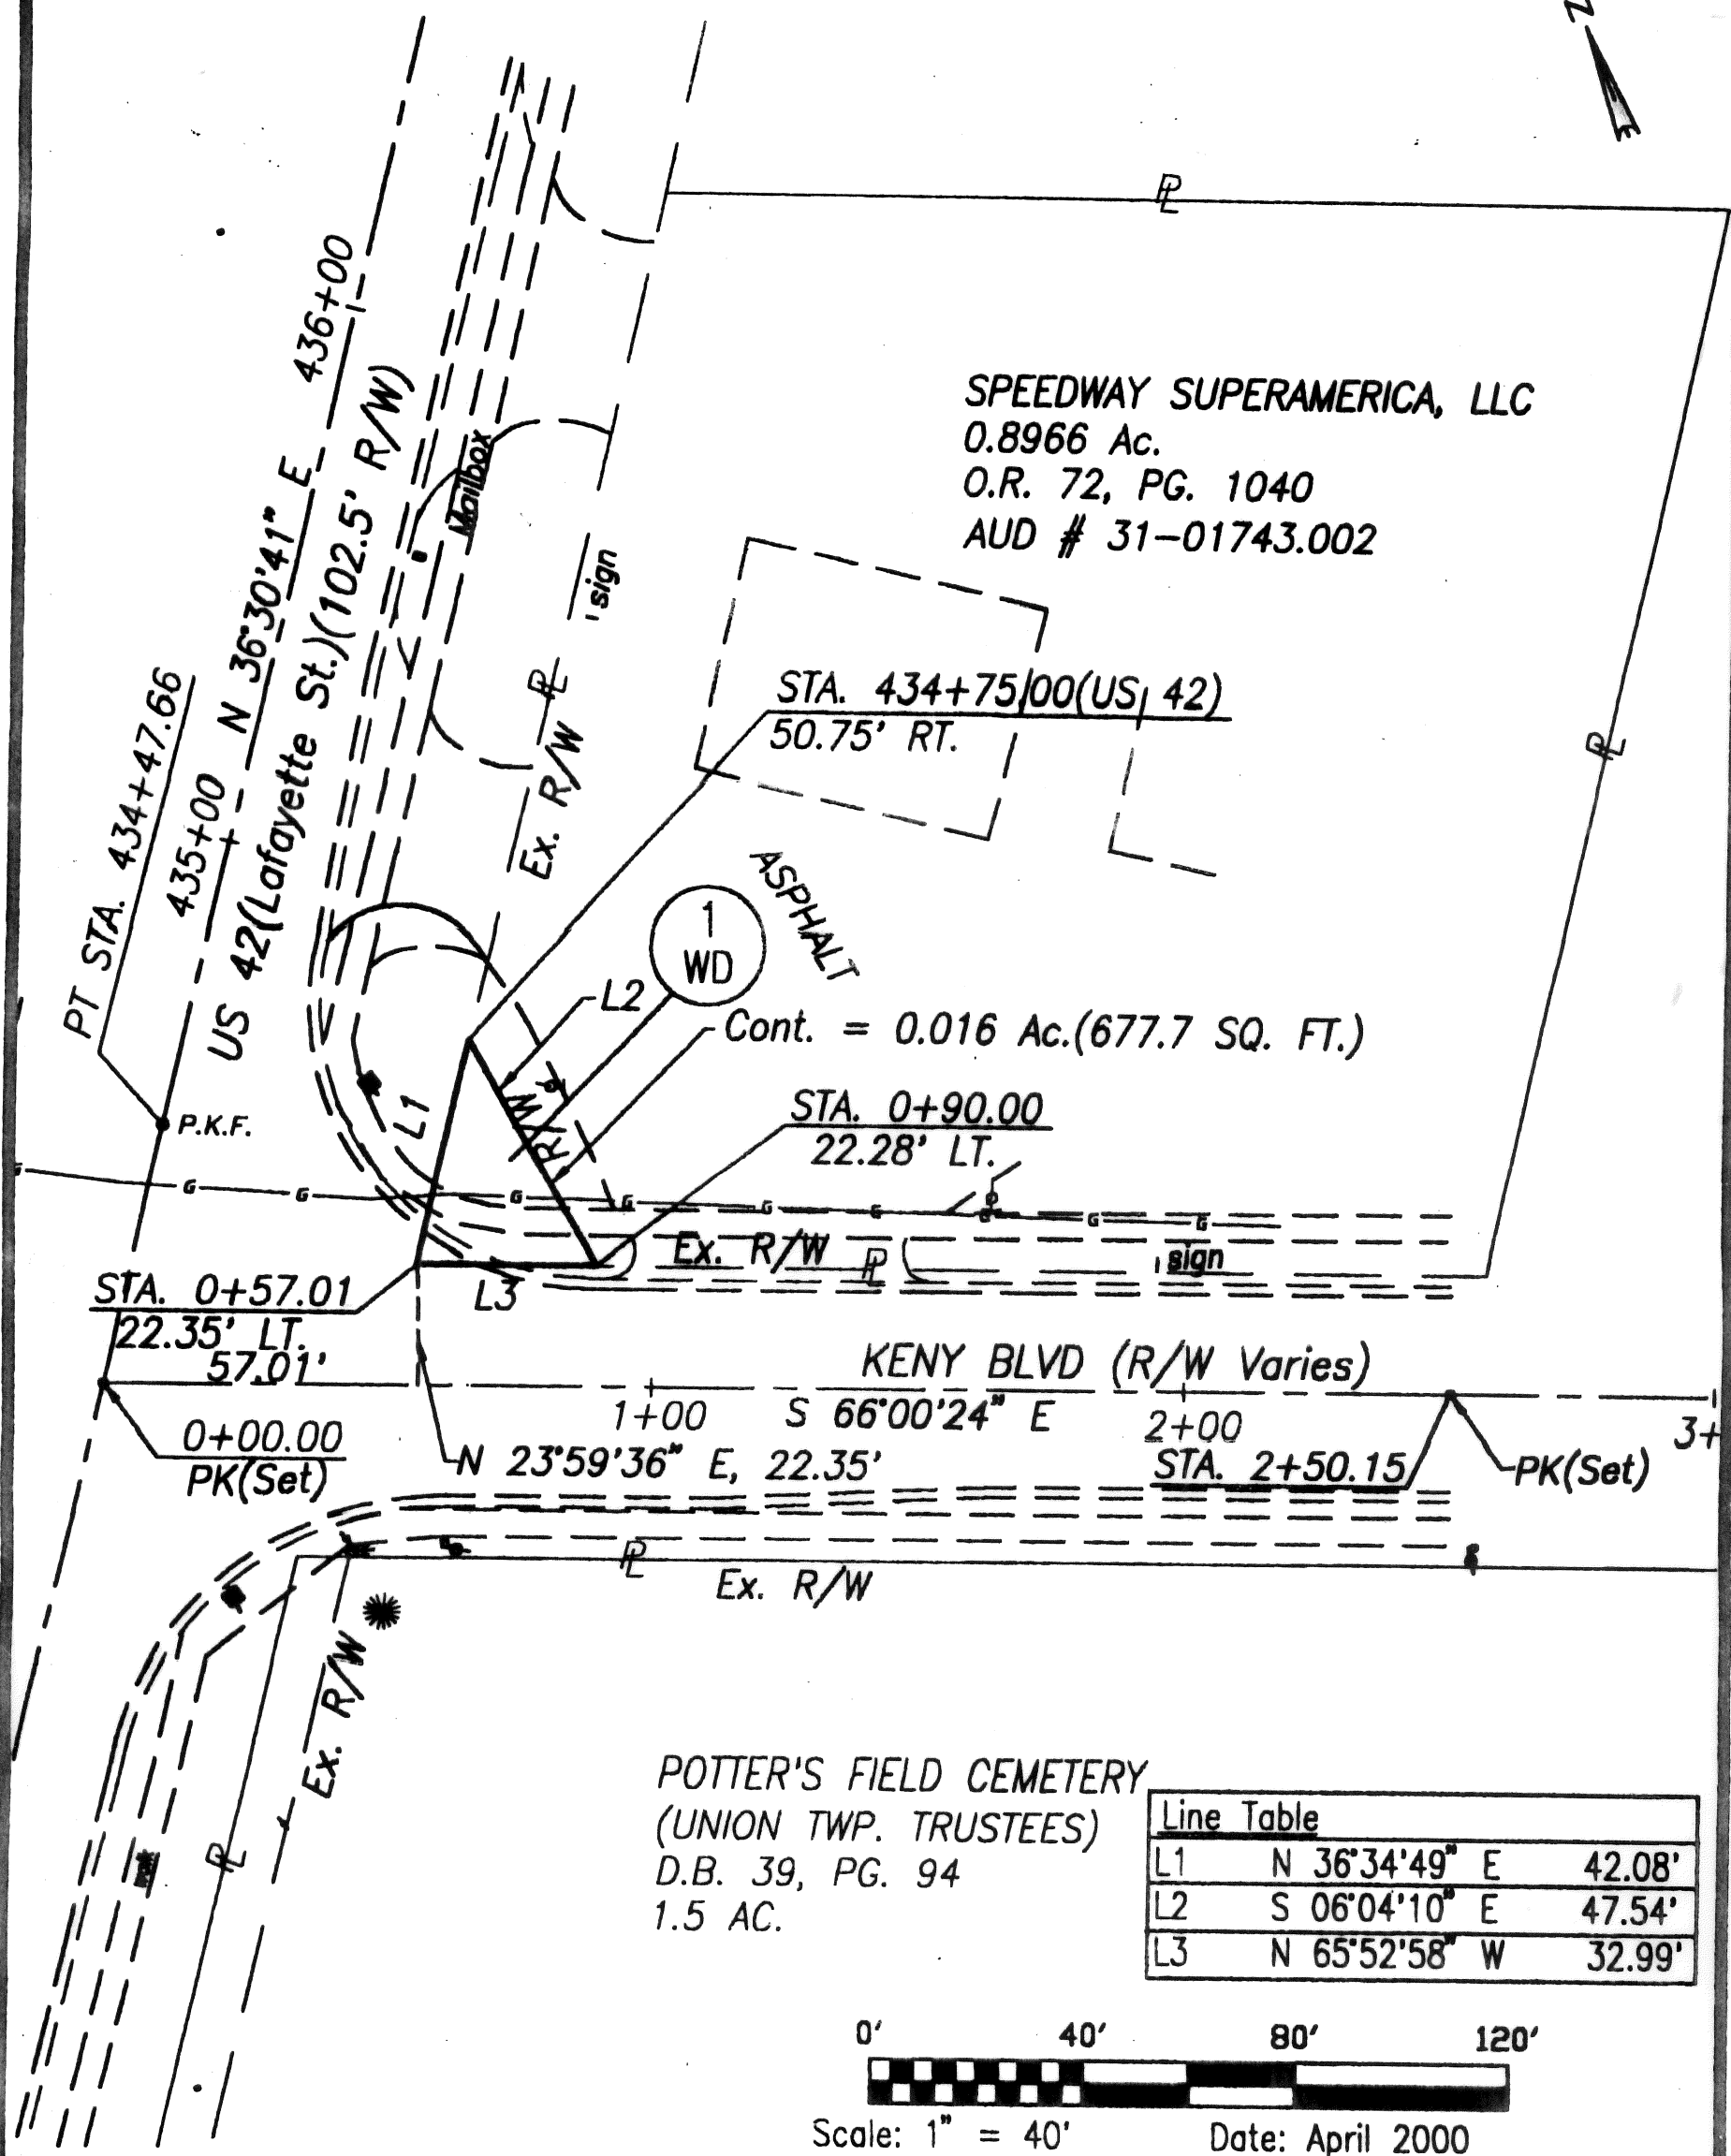 N
P̲L
SPEEDWAY SUPERAMERICA, LLC
0.8966 Ac.
O.R. 72, PG. 1040
AUD # 31-01743.002
436+00
N 36°30'41" E
US 42(Lafayette St.)(102.5' R/W)
435+00
PT STA. 434+47.66
Mailbox
sign
PL
Ex. R/W
STA. 434+75.00(US 42)
50.75' RT.
PL
ASPHALT
1
WD
L2
Cont. = 0.016 Ac.(677.7 SQ. FT.)
L1
R/W
P.K.F.
STA. 0+90.00
22.28' LT.
G G G G G G G G G
Ex. R/W
PL
sign
STA. 0+57.01
22.35' LT.
57.01'
L3
KENY BLVD (R/W Varies)
1+00
S 66°00'24" E
2+00
3+
0+00.00
PK(Set)
N 23°59'36" E, 22.35'
STA. 2+50.15
PK(Set)
PL
Ex. R/W
Ex. R/W
PL
POTTER'S FIELD CEMETERY
(UNION TWP. TRUSTEES)
D.B. 39, PG. 94
1.5 AC.
Line Table
L1 N 36°34'49" E 42.08'
L2 S 06°04'10" E 47.54'
L3 N 65°52'58" W 32.99'
0' 40' 80' 120'
Scale: 1" = 40' Date: April 2000